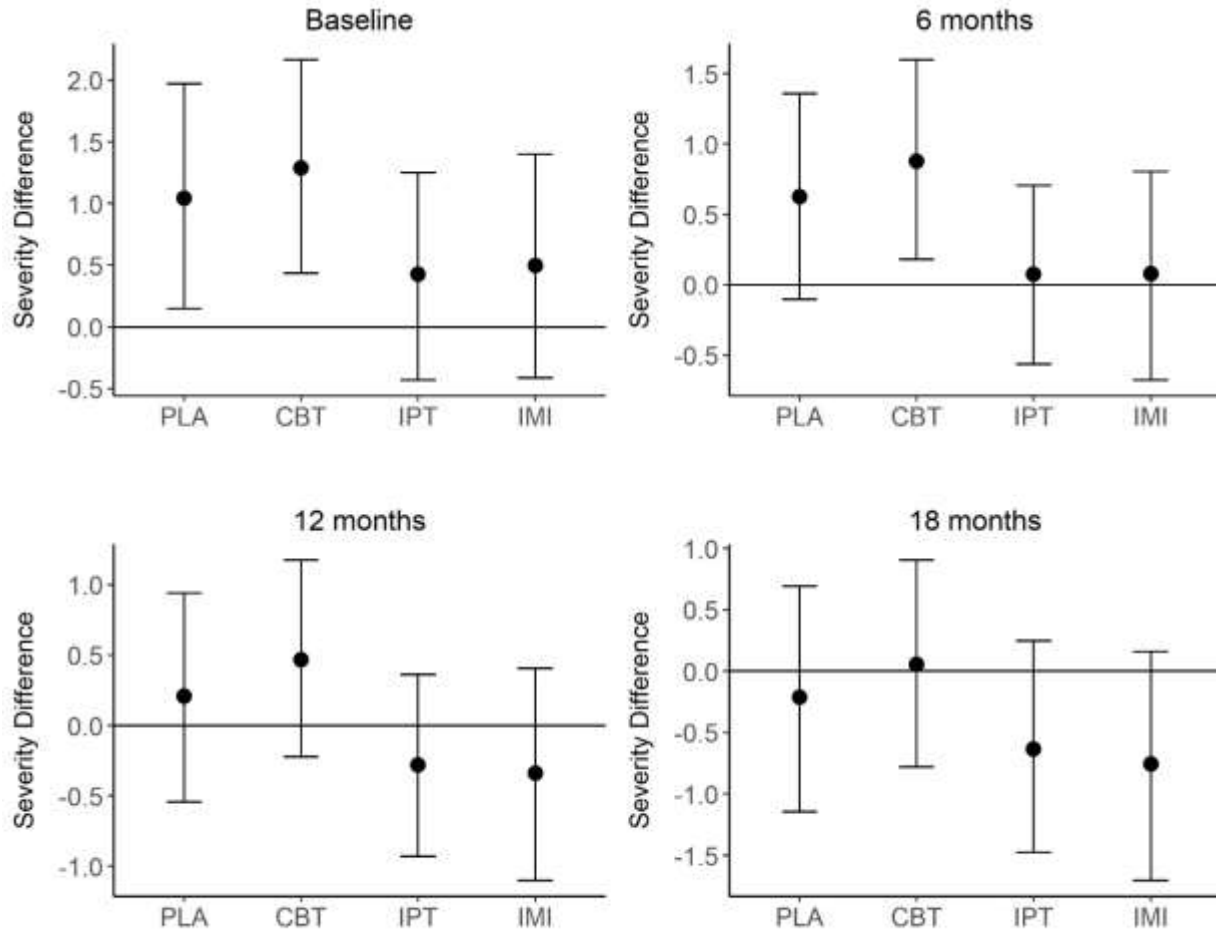 Baseline
Severity Difference
2.0
1.5
1.0
0.5
0.0
-0.5
PLA CBT IPT IMI
6 months
Severity Difference
1.5
1.0
0.5
0.0
-0.5
PLA CBT IPT IMI
12 months
Severity Difference
1.0
0.5
0.0
-0.5
-1.0
PLA CBT IPT IMI
18 months
Severity Difference
1.0
0.5
0.0
-0.5
-1.0
-1.5
PLA CBT IPT IMI